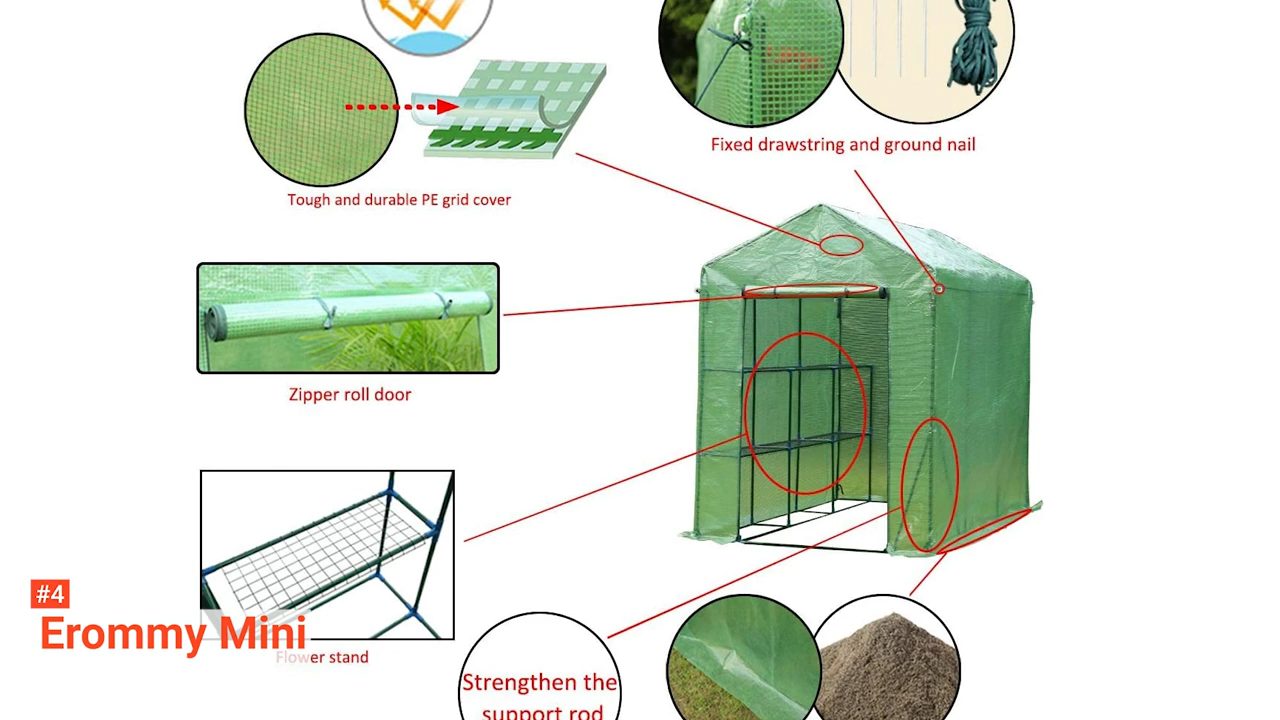 Fixed drawstring and ground nail
Tough and durable PE grid cover
Zipper roll door
#4
Erommy Mini
Flower stand
Strengthen the
support rod